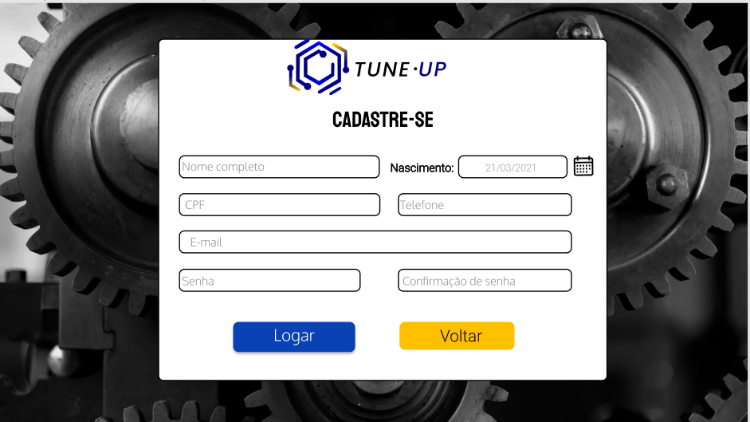 TUNE·UP
CADASTRE-SE
Nome completo Nascimento: 21/03/2021
CPF Telefone
E-mail
Senha Confirmação de senha
Logar Voltar